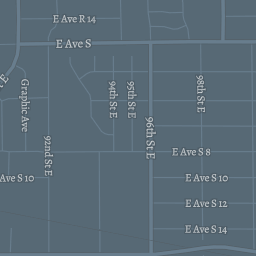 E Ave R 14
E Ave S
E
Graphic Ave
94th St E
95th St E
98th St E
96th St E
92nd St E
E Ave S 8
Ave S 10
E Ave S 10
E Ave S 12
E Ave S 14